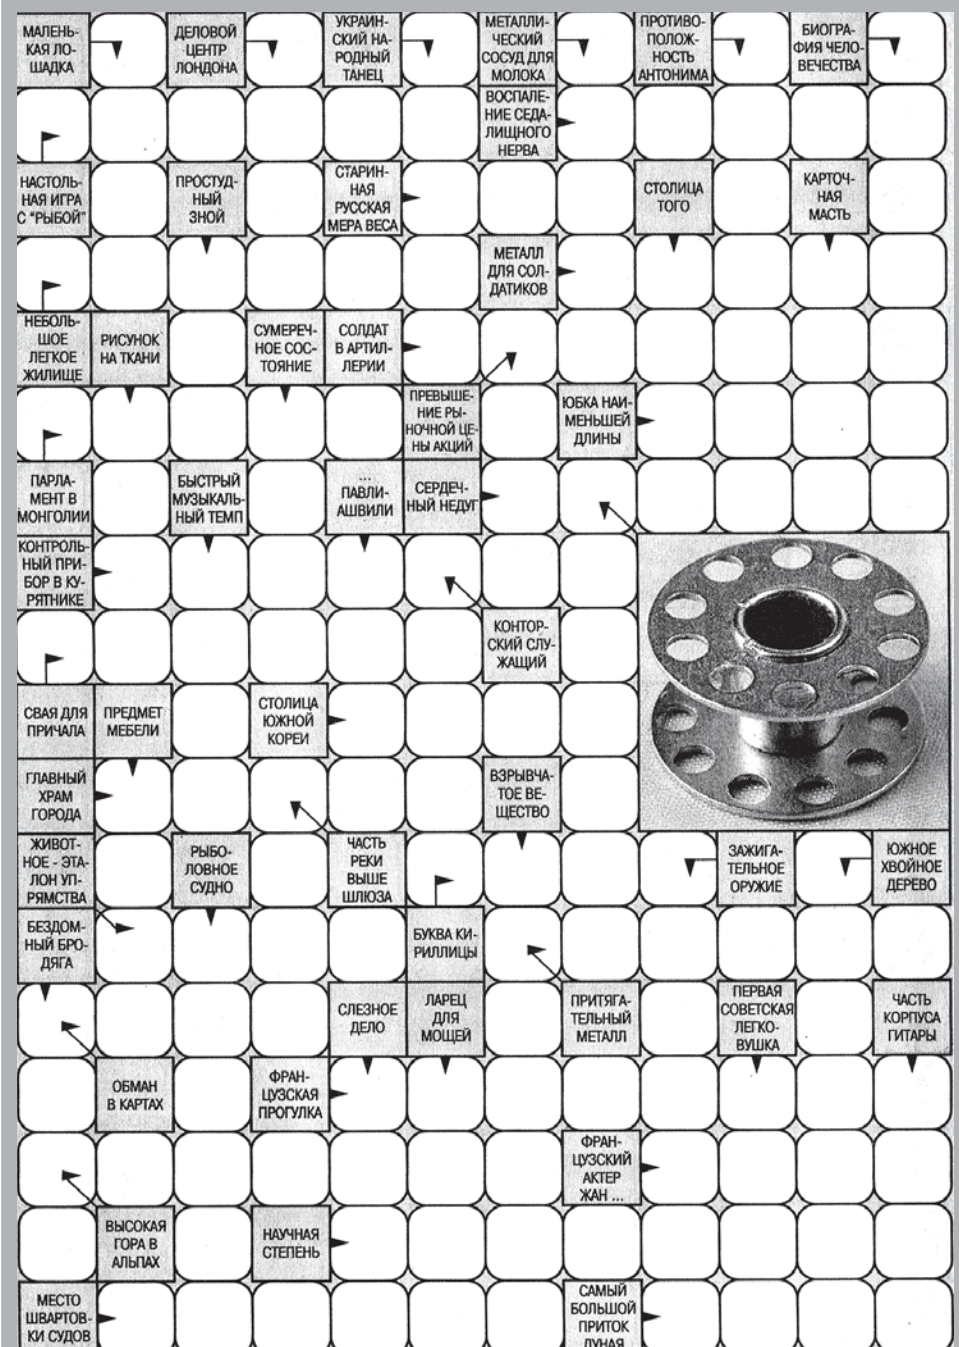 МАЛЕНЬ-
КАЯ ЛО-
ШАДКА
ДЕЛОВОЙ
ЦЕНТР
ЛОНДОНА
УКРАИН-
СКИЙ НА-
РОДНЫЙ
ТАНЕЦ
МЕТАЛЛИ-
ЧЕСКИЙ
СОСУД ДЛЯ
МОЛОКА
ПРОТИВО-
ПОЛОЖ-
НОСТЬ
АНТОНИМА
БИОГРА-
ФИЯ ЧЕЛО-
ВЕЧЕСТВА
ВОСПАЛЕ-
НИЕ СЕДА-
ЛИЩНОГО
НЕРВА
НАСТОЛЬ-
НАЯ ИГРА
С "РЫБОЙ"
ПРОСТУД-
НЫЙ
ЗНОЙ
СТАРИН-
НАЯ
РУССКАЯ
МЕРА ВЕСА
СТОЛИЦА
ТОГО
КАРТОЧ-
НАЯ
МАСТЬ
МЕТАЛЛ
ДЛЯ СОЛ-
ДАТИКОВ
НЕБОЛЬ-
ШОЕ
ЛЕГКОЕ
ЖИЛИЩЕ
РИСУНОК
НА ТКАНИ
СУМЕРЕЧ-
НОЕ СОС-
ТОЯНИЕ
СОЛДАТ
В АРТИЛ-
ЛЕРИИ
ПРЕВЫШЕ-
НИЕ РЫ-
НОЧНОЙ ЦЕ-
НЫ АКЦИЙ
ЮБКА НАИ-
МЕНЬШЕЙ
ДЛИНЫ
ПАРЛА-
МЕНТ В
МОНГОЛИИ
БЫСТРЫЙ
МУЗЫКАЛЬ-
НЫЙ ТЕМП
...
ПАВЛИ-
АШВИЛИ
СЕРДЕЧ-
НЫЙ НЕДУГ
КОНТРОЛЬ-
НЫЙ ПРИ-
БОР В КУ-
РЯТНИКЕ
КОНТОР-
СКИЙ СЛУ-
ЖАЩИЙ
СВАЯ ДЛЯ
ПРИЧАЛА
ПРЕДМЕТ
МЕБЕЛИ
СТОЛИЦА
ЮЖНОЙ
КОРЕИ
ГЛАВНЫЙ
ХРАМ
ГОРОДА
ВЗРЫВЧА-
ТОЕ ВЕ-
ЩЕСТВО
ЖИВОТ-
НОЕ - ЭТА-
ЛОН УП-
РЯМСТВА
РЫБО-
ЛОВНОЕ
СУДНО
ЧАСТЬ
РЕКИ
ВЫШЕ
ШЛЮЗА
ЗАЖИГА-
ТЕЛЬНОЕ
ОРУЖИЕ
ЮЖНОЕ
ХВОЙНОЕ
ДЕРЕВО
БЕЗДОМ-
НЫЙ БРО-
ДЯГА
БУКВА КИ-
РИЛЛИЦЫ
СЛЕЗНОЕ
ДЕЛО
ЛАРЕЦ
ДЛЯ
МОЩЕЙ
ПРИТЯГА-
ТЕЛЬНЫЙ
МЕТАЛЛ
ПЕРВАЯ
СОВЕТСКАЯ
ЛЕГКО-
ВУШКА
ЧАСТЬ
КОРПУСА
ГИТАРЫ
ОБМАН
В КАРТАХ
ФРАН-
ЦУЗСКАЯ
ПРОГУЛКА
ФРАН-
ЦУЗСКИЙ
АКТЕР
ЖАН ...
ВЫСОКАЯ
ГОРА В
АЛЬПАХ
НАУЧНАЯ
СТЕПЕНЬ
МЕСТО
ШВАРТОВ-
КИ СУДОВ
САМЫЙ
БОЛЬШОЙ
ПРИТОК
ДУНАЯ